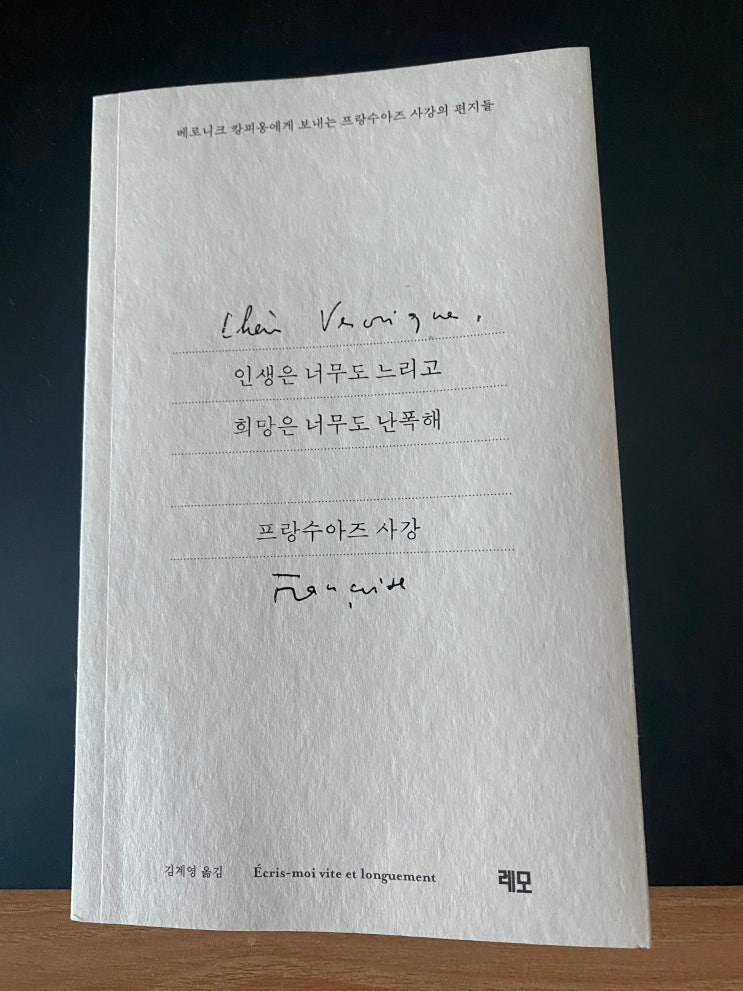 베로니크 캉피옹에게 보내는 프랑수아즈 사강의 편지들
Chère Véronique,
인생은 너무도 느리고
희망은 너무도 난폭해
프랑수아즈 사강
Françoise
김계영 옮김
Écris-moi vite et longuement
레모